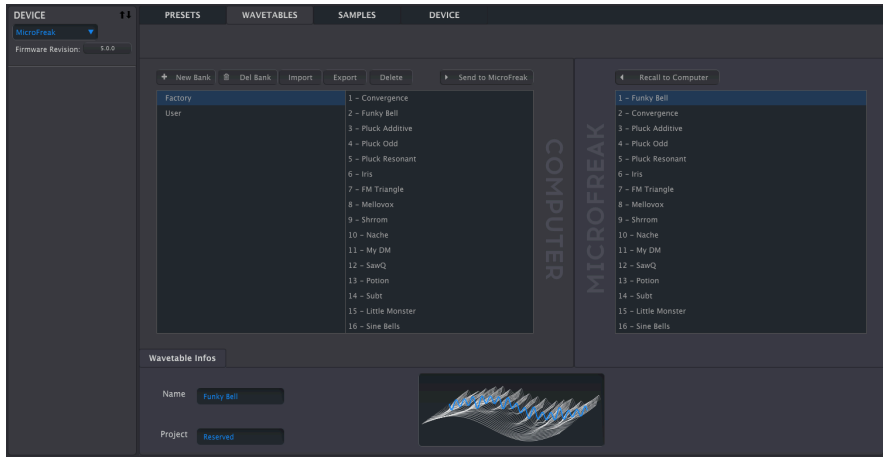 DEVICE
MicroFreak
Firmware Revision: 5.0.0
PRESETS WAVETABLES SAMPLES DEVICE
New Bank Del Bank Import Export Delete Send to MicroFreak
Factory
User
1 - Convergence
2 - Funky Bell
3 - Pluck Additive
4 - Pluck Odd
5 - Pluck Resonant
6 - Iris
7 - FM Triangle
8 - Mellovox
9 - Shrrom
10 - Nache
11 - My DM
12 - SawQ
13 - Potion
14 - Subt
15 - Little Monster
16 - Sine Bells
COMPUTER
MICROFREAK
Recall to Computer
1 - Funky Bell
2 - Convergence
3 - Pluck Additive
4 - Pluck Odd
5 - Pluck Resonant
6 - Iris
7 - FM Triangle
8 - Mellovox
9 - Shrrom
10 - Nache
11 - My DM
12 - SawQ
13 - Potion
14 - Subt
15 - Little Monster
16 - Sine Bells
Wavetable Infos
Name Funky Bell
Project Reserved